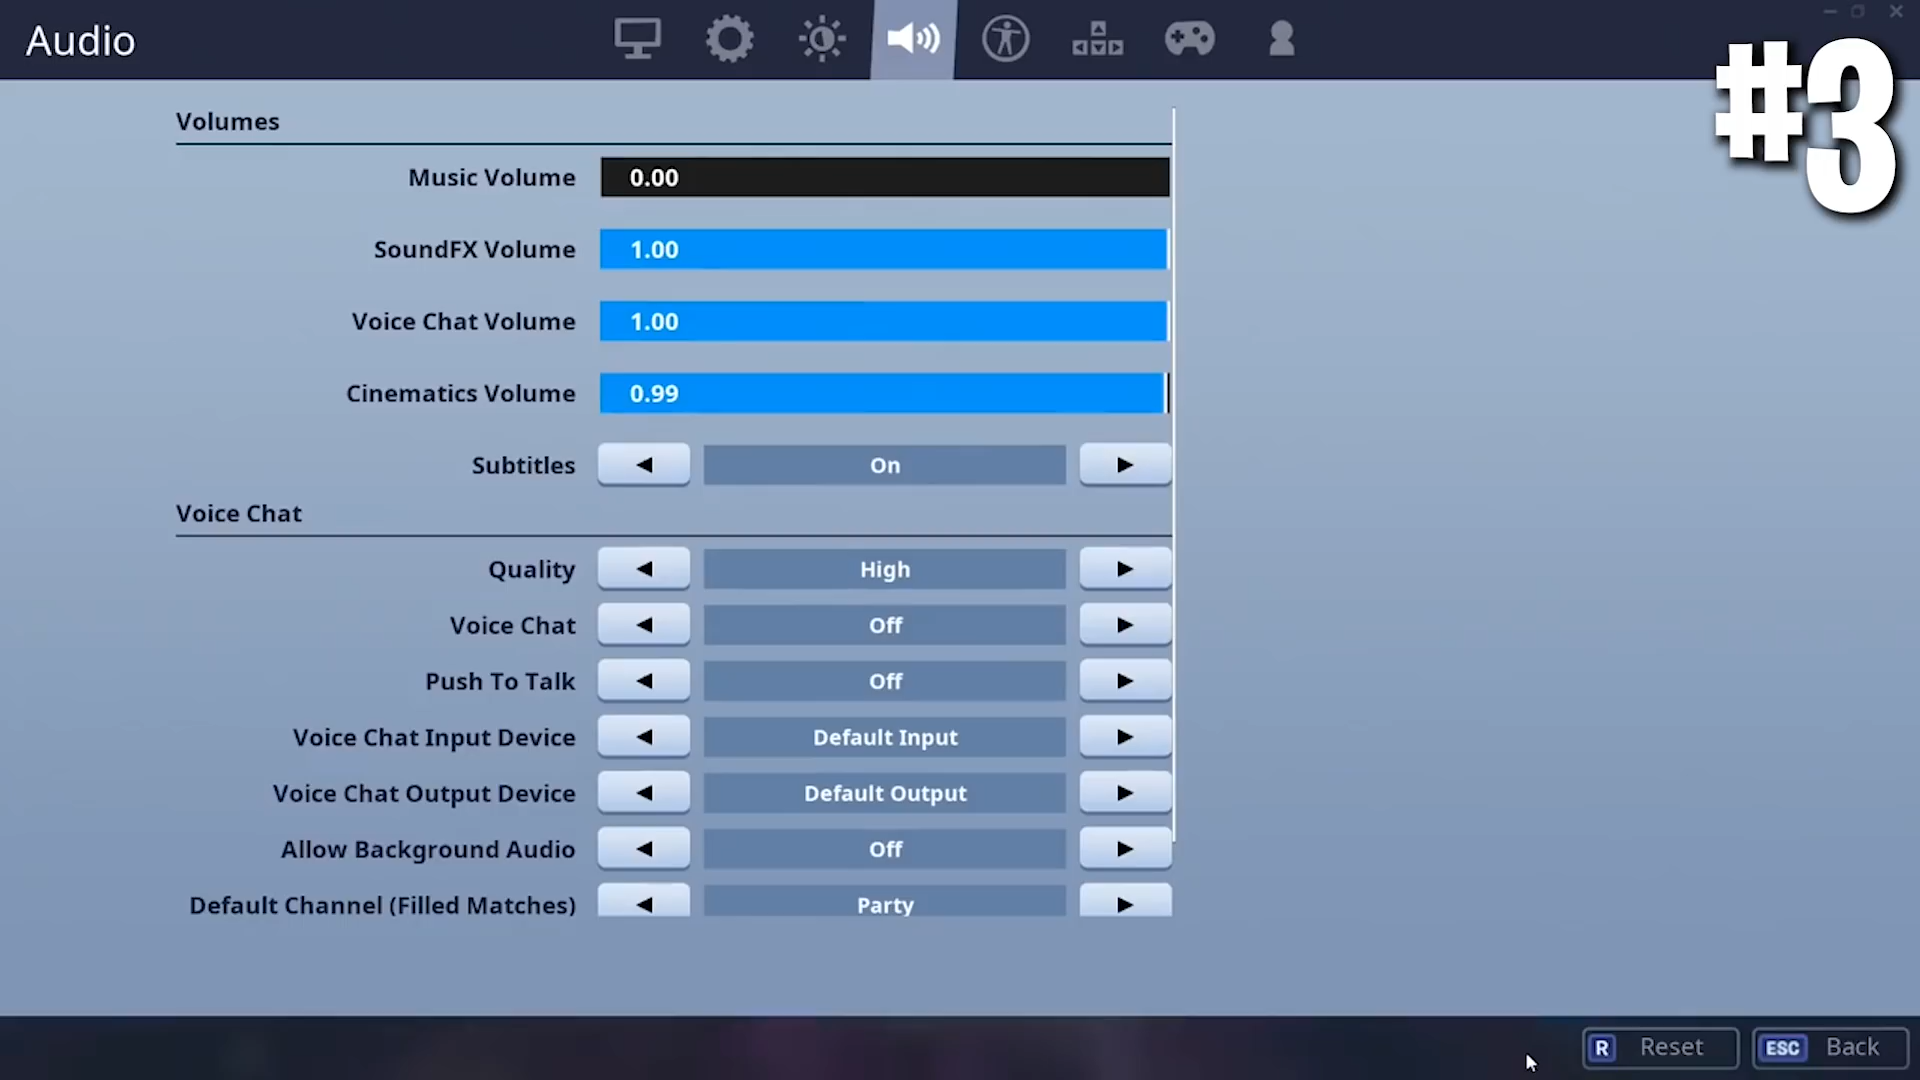 Audio
#3
Volumes
Music Volume 0.00
SoundFX Volume 1.00
Voice Chat Volume 1.00
Cinematics Volume 0.99
Subtitles On
Voice Chat
Quality High
Voice Chat Off
Push To Talk Off
Voice Chat Input Device Default Input
Voice Chat Output Device Default Output
Allow Background Audio Off
Default Channel (Filled Matches) Party
R Reset ESC Back